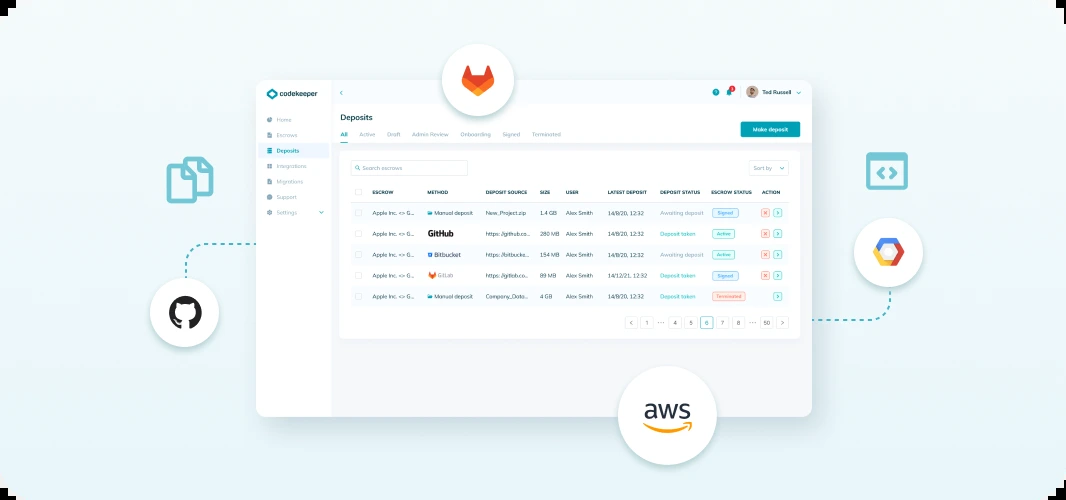 codekeeper
Ted Russell
Home
Escrows
Deposits
Integrations
Migrations
Support
Settings
Deposits
All Active Draft Admin Review Onboarding Signed Terminated
Make deposit
Search escrows
Sort by
ESCROW METHOD DEPOSIT SOURCE SIZE USER LATEST DEPOSIT DEPOSIT STATUS ESCROW STATUS ACTION
Apple Inc. <> G... Manual deposit New_Project.zip 1.4 GB Alex Smith 14/8/20, 12:32 Awaiting deposit Signed
Apple Inc. <> G... GitHub https://github.co... 280 MB Alex Smith 14/8/20, 12:32 Deposit taken Active
Apple Inc. <> G... Bitbucket https://bitbucke... 154 MB Alex Smith 14/8/20, 12:32 Awaiting deposit Active
Apple Inc. <> G... GitLab https://gitlab.co... 89 MB Alex Smith 14/12/21, 12:32 Deposit taken Signed
Apple Inc. <> G... Manual deposit Company_Data... 4 GB Alex Smith 14/8/20, 12:32 Deposit taken Terminated
1 ... 4 5 6 7 8 ... 50
aws